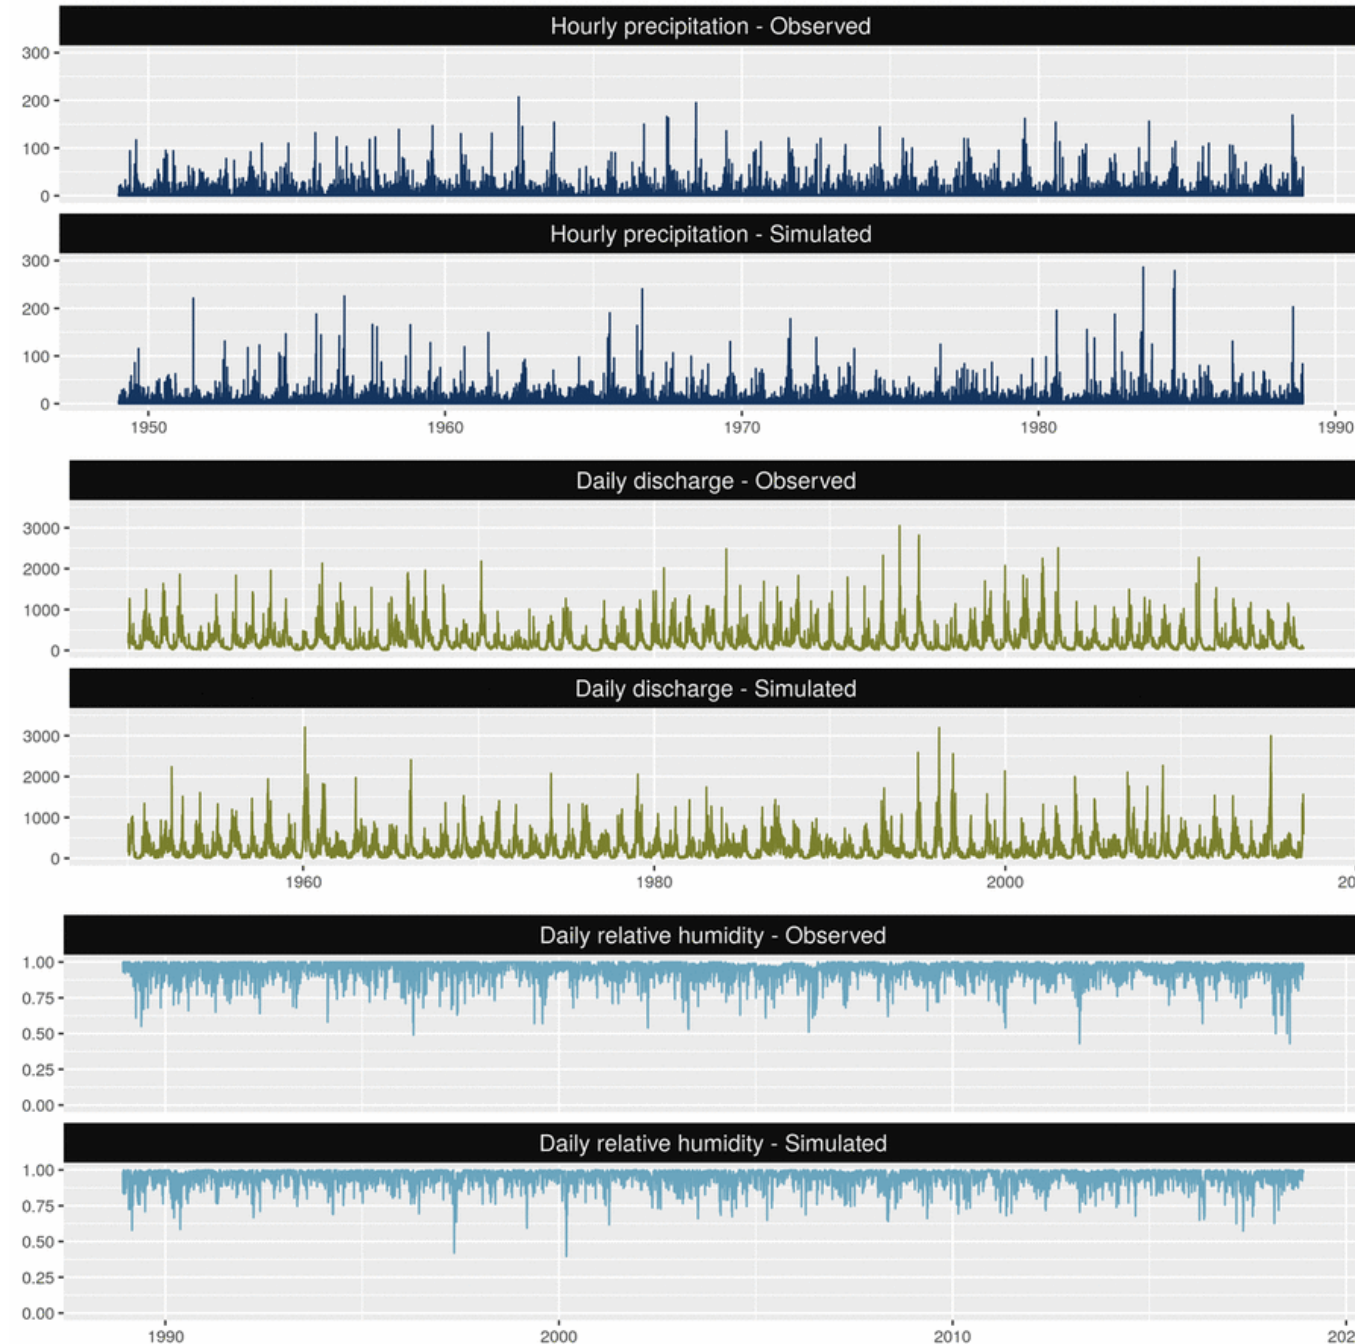 Hourly precipitation - Observed
300
200
100
0
Hourly precipitation - Simulated
300
200
100
0
1950 1960 1970 1980 1990
Daily discharge - Observed
3000
2000
1000
0
Daily discharge - Simulated
3000
2000
1000
0
1960 1980 2000 20
Daily relative humidity - Observed
1.00
0.75
0.50
0.25
0.00
Daily relative humidity - Simulated
1.00
0.75
0.50
0.25
0.00
1990 2000 2010 202